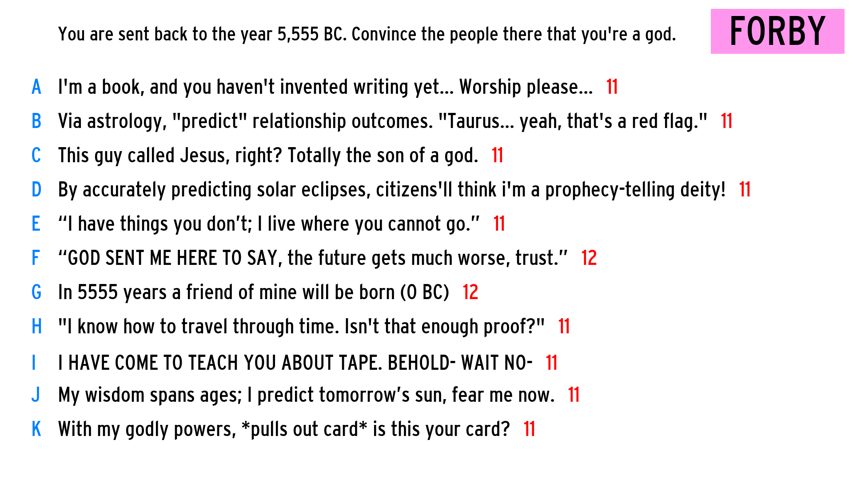 You are sent back to the year 5,555 BC. Convince the people there that you're a god.
FORBY
A I'm a book, and you haven't invented writing yet... Worship please... 11
B Via astrology, "predict" relationship outcomes. "Taurus... yeah, that's a red flag." 11
C This guy called Jesus, right? Totally the son of a god. 11
D By accurately predicting solar eclipses, citizens'll think i'm a prophecy-telling deity! 11
E “I have things you don’t; I live where you cannot go.” 11
F “GOD SENT ME HERE TO SAY, the future gets much worse, trust.” 12
G In 5555 years a friend of mine will be born (0 BC) 12
H "I know how to travel through time. Isn't that enough proof?" 11
I I HAVE COME TO TEACH YOU ABOUT TAPE. BEHOLD- WAIT NO- 11
J My wisdom spans ages; I predict tomorrow’s sun, fear me now. 11
K With my godly powers, *pulls out card* is this your card? 11